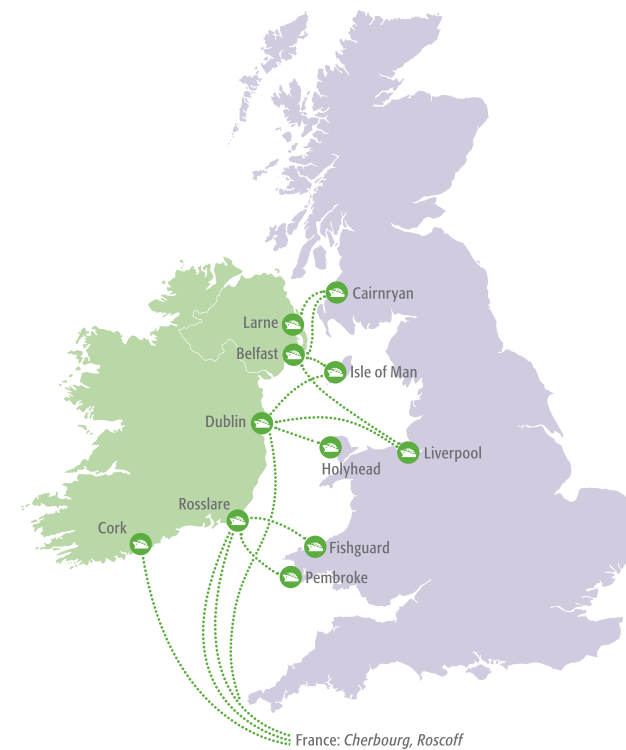 Cairnryan
Larne
Belfast
Isle of Man
Dublin
Liverpool
Holyhead
Rosslare
Cork
Fishguard
Pembroke
France: Cherbourg, Roscoff